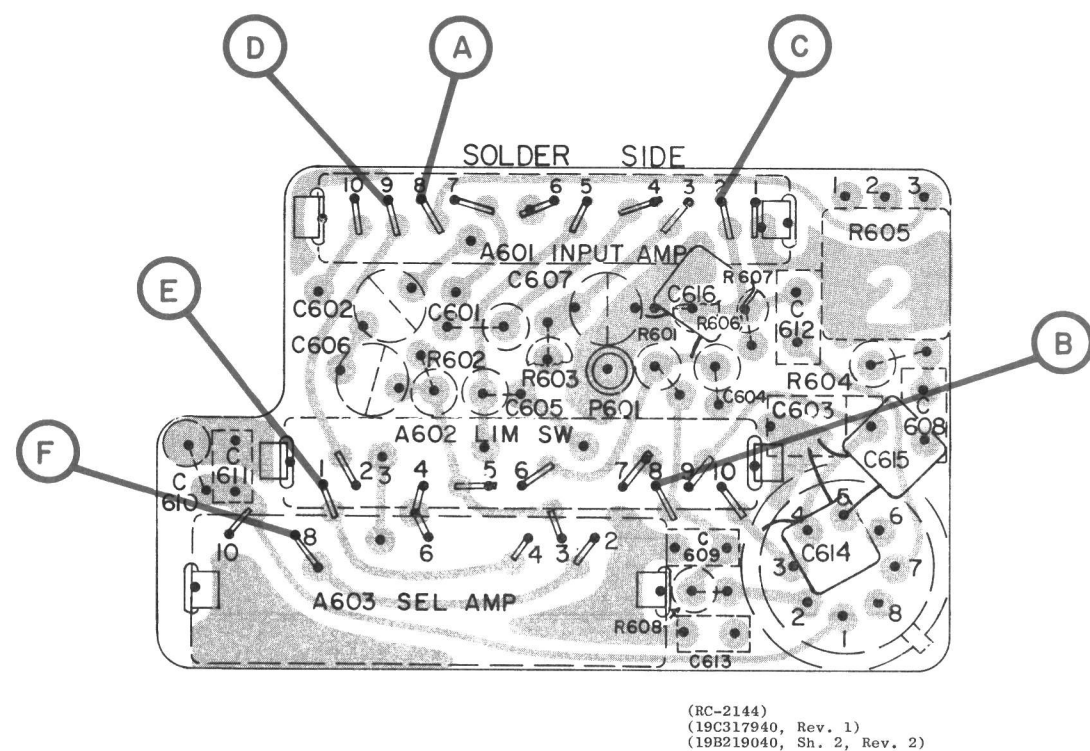 D A C
SOLDER SIDE
10 9 8 7 6 5 4 3 2 1 1 2 3
R605
A601 INPUT AMP
2
E
C607 R607
C602 C601 C616 C 612
R601 R606
B
C606 R602 R603 R604
C605 P601 C604 C603 C 608
A602 LIM SW
F
C615
1 2 3 4 5 6 7 8 9 10
C 610 C 611
4 5 6
10 8 6 4 3 2 C 609 C614
3 7
A603 SEL AMP 2 8
R608 1
C613
(RC-2144)
(19C317940, Rev. 1)
(19B219040, Sh. 2, Rev. 2)